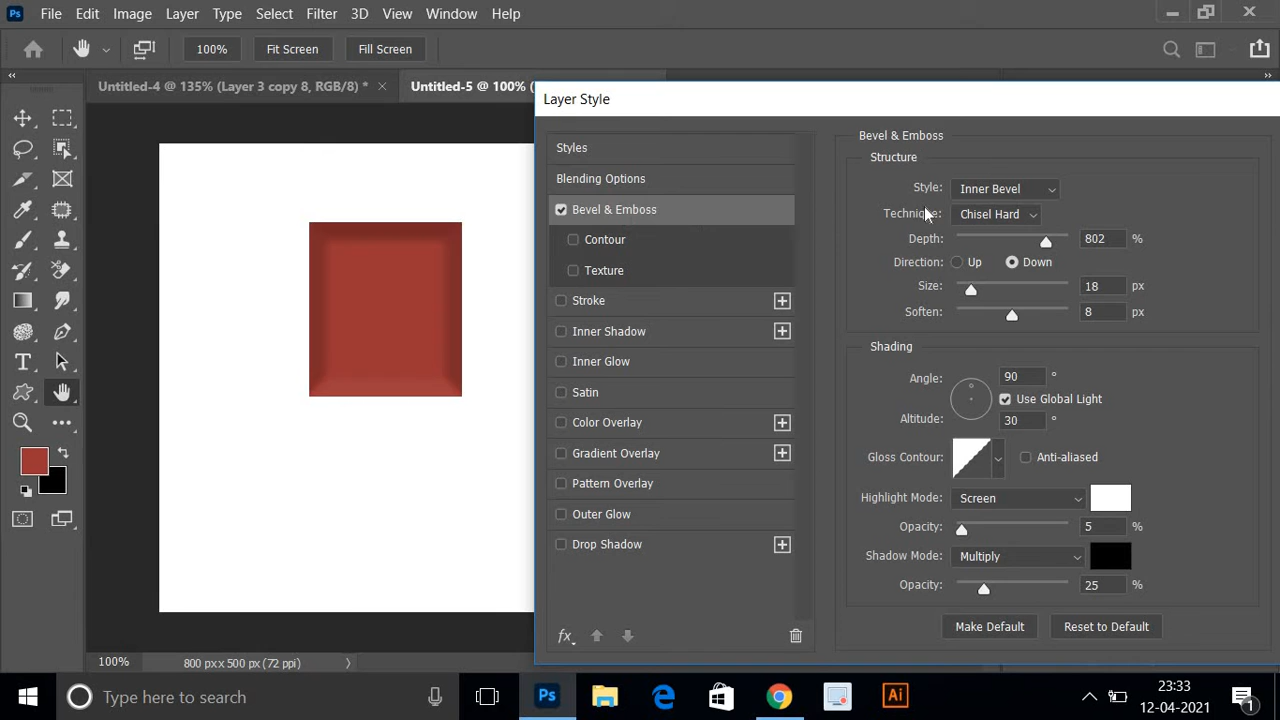 Ps File Edit Image Layer Type Select Filter 3D View Window Help
100% Fit Screen Fill Screen
Untitled-4 @ 135% (Layer 3 copy 8, RGB/8) * Untitled-5 @ 100% (
Layer Style
Styles
Blending Options
Bevel & Emboss
Contour
Texture
Stroke
Inner Shadow
Inner Glow
Satin
Color Overlay
Gradient Overlay
Pattern Overlay
Outer Glow
Drop Shadow
fx
Bevel & Emboss
Structure
Style: Inner Bevel
Technique: Chisel Hard
Depth: 802 %
Direction: Up Down
Size: 18 px
Soften: 8 px
Shading
Angle: 90 °
Use Global Light
Altitude: 30 °
Gloss Contour: Anti-aliased
Highlight Mode: Screen
Opacity: 5 %
Shadow Mode: Multiply
Opacity: 25 %
Make Default Reset to Default
100% 800 px x 500 px (72 ppi)
Type here to search
Ps
Ai
23:33
12-04-2021
1